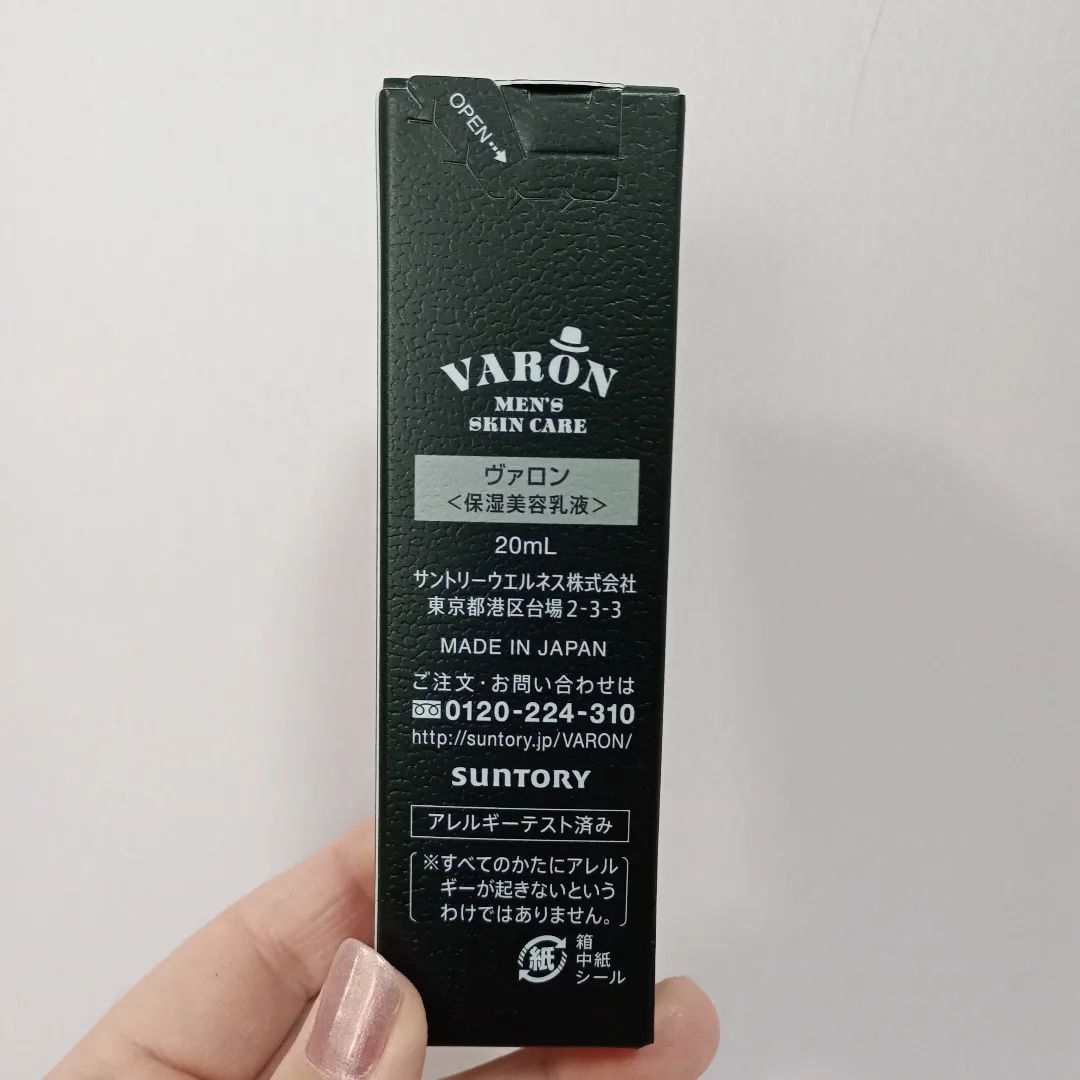 OPEN
VARON
MEN'S
SKIN CARE
ヴァロン
<保湿美容乳液>
20mL
サントリーウエルネス株式会社
東京都港区台場2-3-3
MADE IN JAPAN
ご注文・お問い合わせは
0120-224-310
http://suntory.jp/VARON/
SUNTORY
アレルギーテスト済み
※すべてのかたにアレル
ギーが起きないという
わけではありません。
紙
箱
中紙
シール